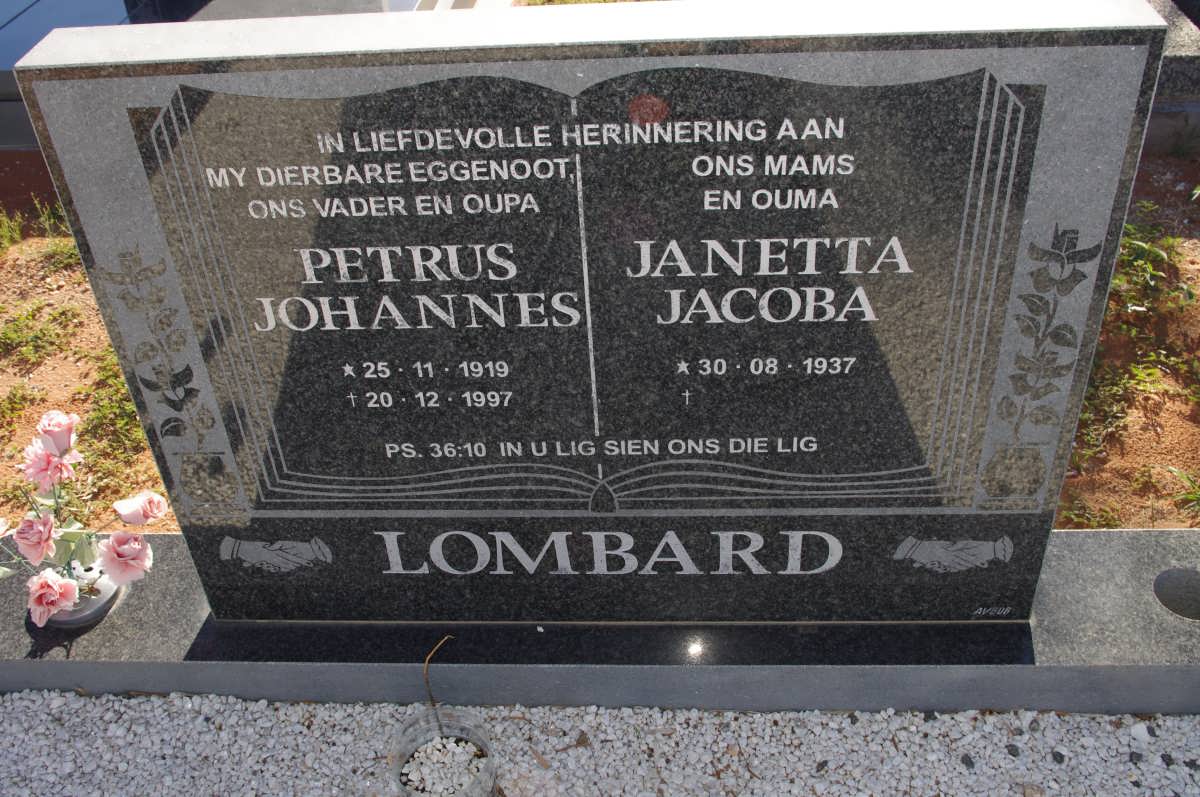 IN LIEFDEVOLLE HERINNERING AAN
MY DIERBARE EGGENOOT,
ONS VADER EN OUPA
PETRUS
JOHANNES
★ 25 · 11 · 1919
† 20 · 12 · 1997
ONS MAMS
EN OUMA
JANETTA
JACOBA
★ 30 · 08 · 1937
†
PS. 36:10 IN U LIG SIEN ONS DIE LIG
LOMBARD